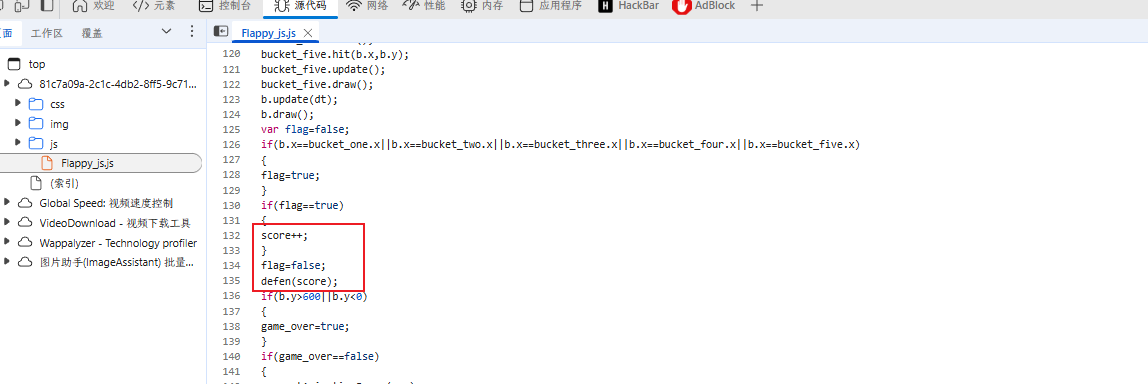 欢迎 元素 控制台 源代码 网络 性能 内存 应用程序 HackBar AdBlock
工作区 覆盖 Flappy_js.js
top
81c7a09a-2c1c-4db2-8ff5-9c71...
css
img
js
Flappy_js.js
(索引)
Global Speed: 视频速度控制
VideoDownload - 视频下载工具
Wappalyzer - Technology profiler
图片助手(ImageAssistant) 批量...
120 bucket_five.hit(b.x,b.y);
121 bucket_five.update();
122 bucket_five.draw();
123 b.update(dt);
124 b.draw();
125 var flag=false;
126 if(b.x==bucket_one.x||b.x==bucket_two.x||b.x==bucket_three.x||b.x==bucket_four.x||b.x==bucket_five.x)
127 {
128 flag=true;
129 }
130 if(flag==true)
131 {
132 score++;
133 }
134 flag=false;
135 defen(score);
136 if(b.y>600||b.y<0)
137 {
138 game_over=true;
139 }
140 if(game_over==false)
141 {